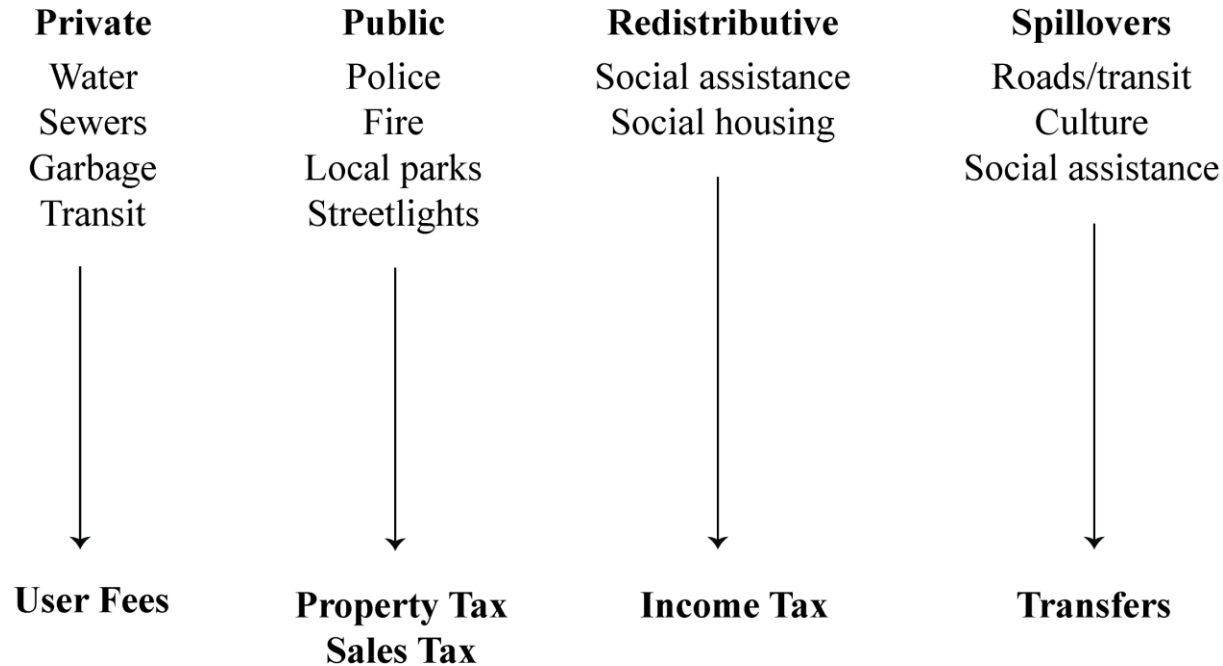 Private
Water
Sewers
Garbage
Transit
User Fees
Public
Police
Fire
Local parks
Streetlights
Property Tax
Sales Tax
Redistributive
Social assistance
Social housing
Income Tax
Spillovers
Roads/transit
Culture
Social assistance
Transfers